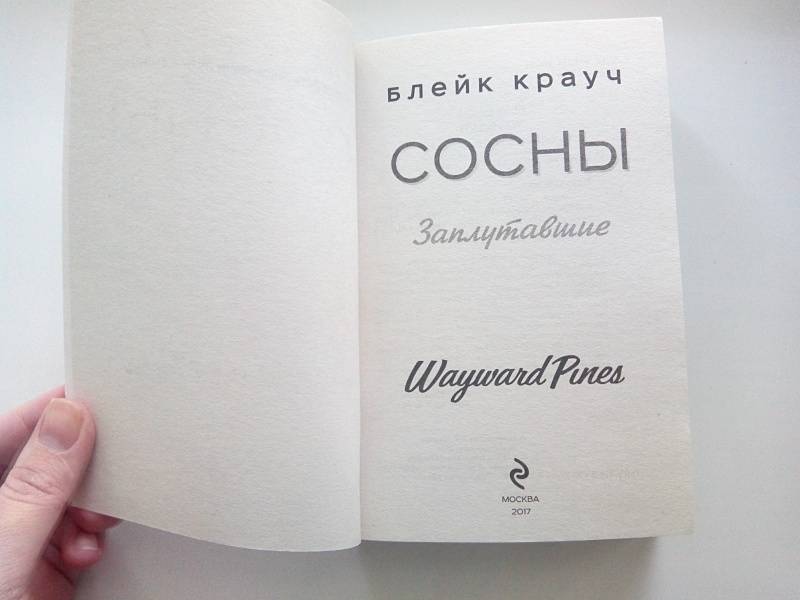 Блейк Крауч
СОСНЫ
Заплутавшие
Wayward Pines
МОСКВА
2017